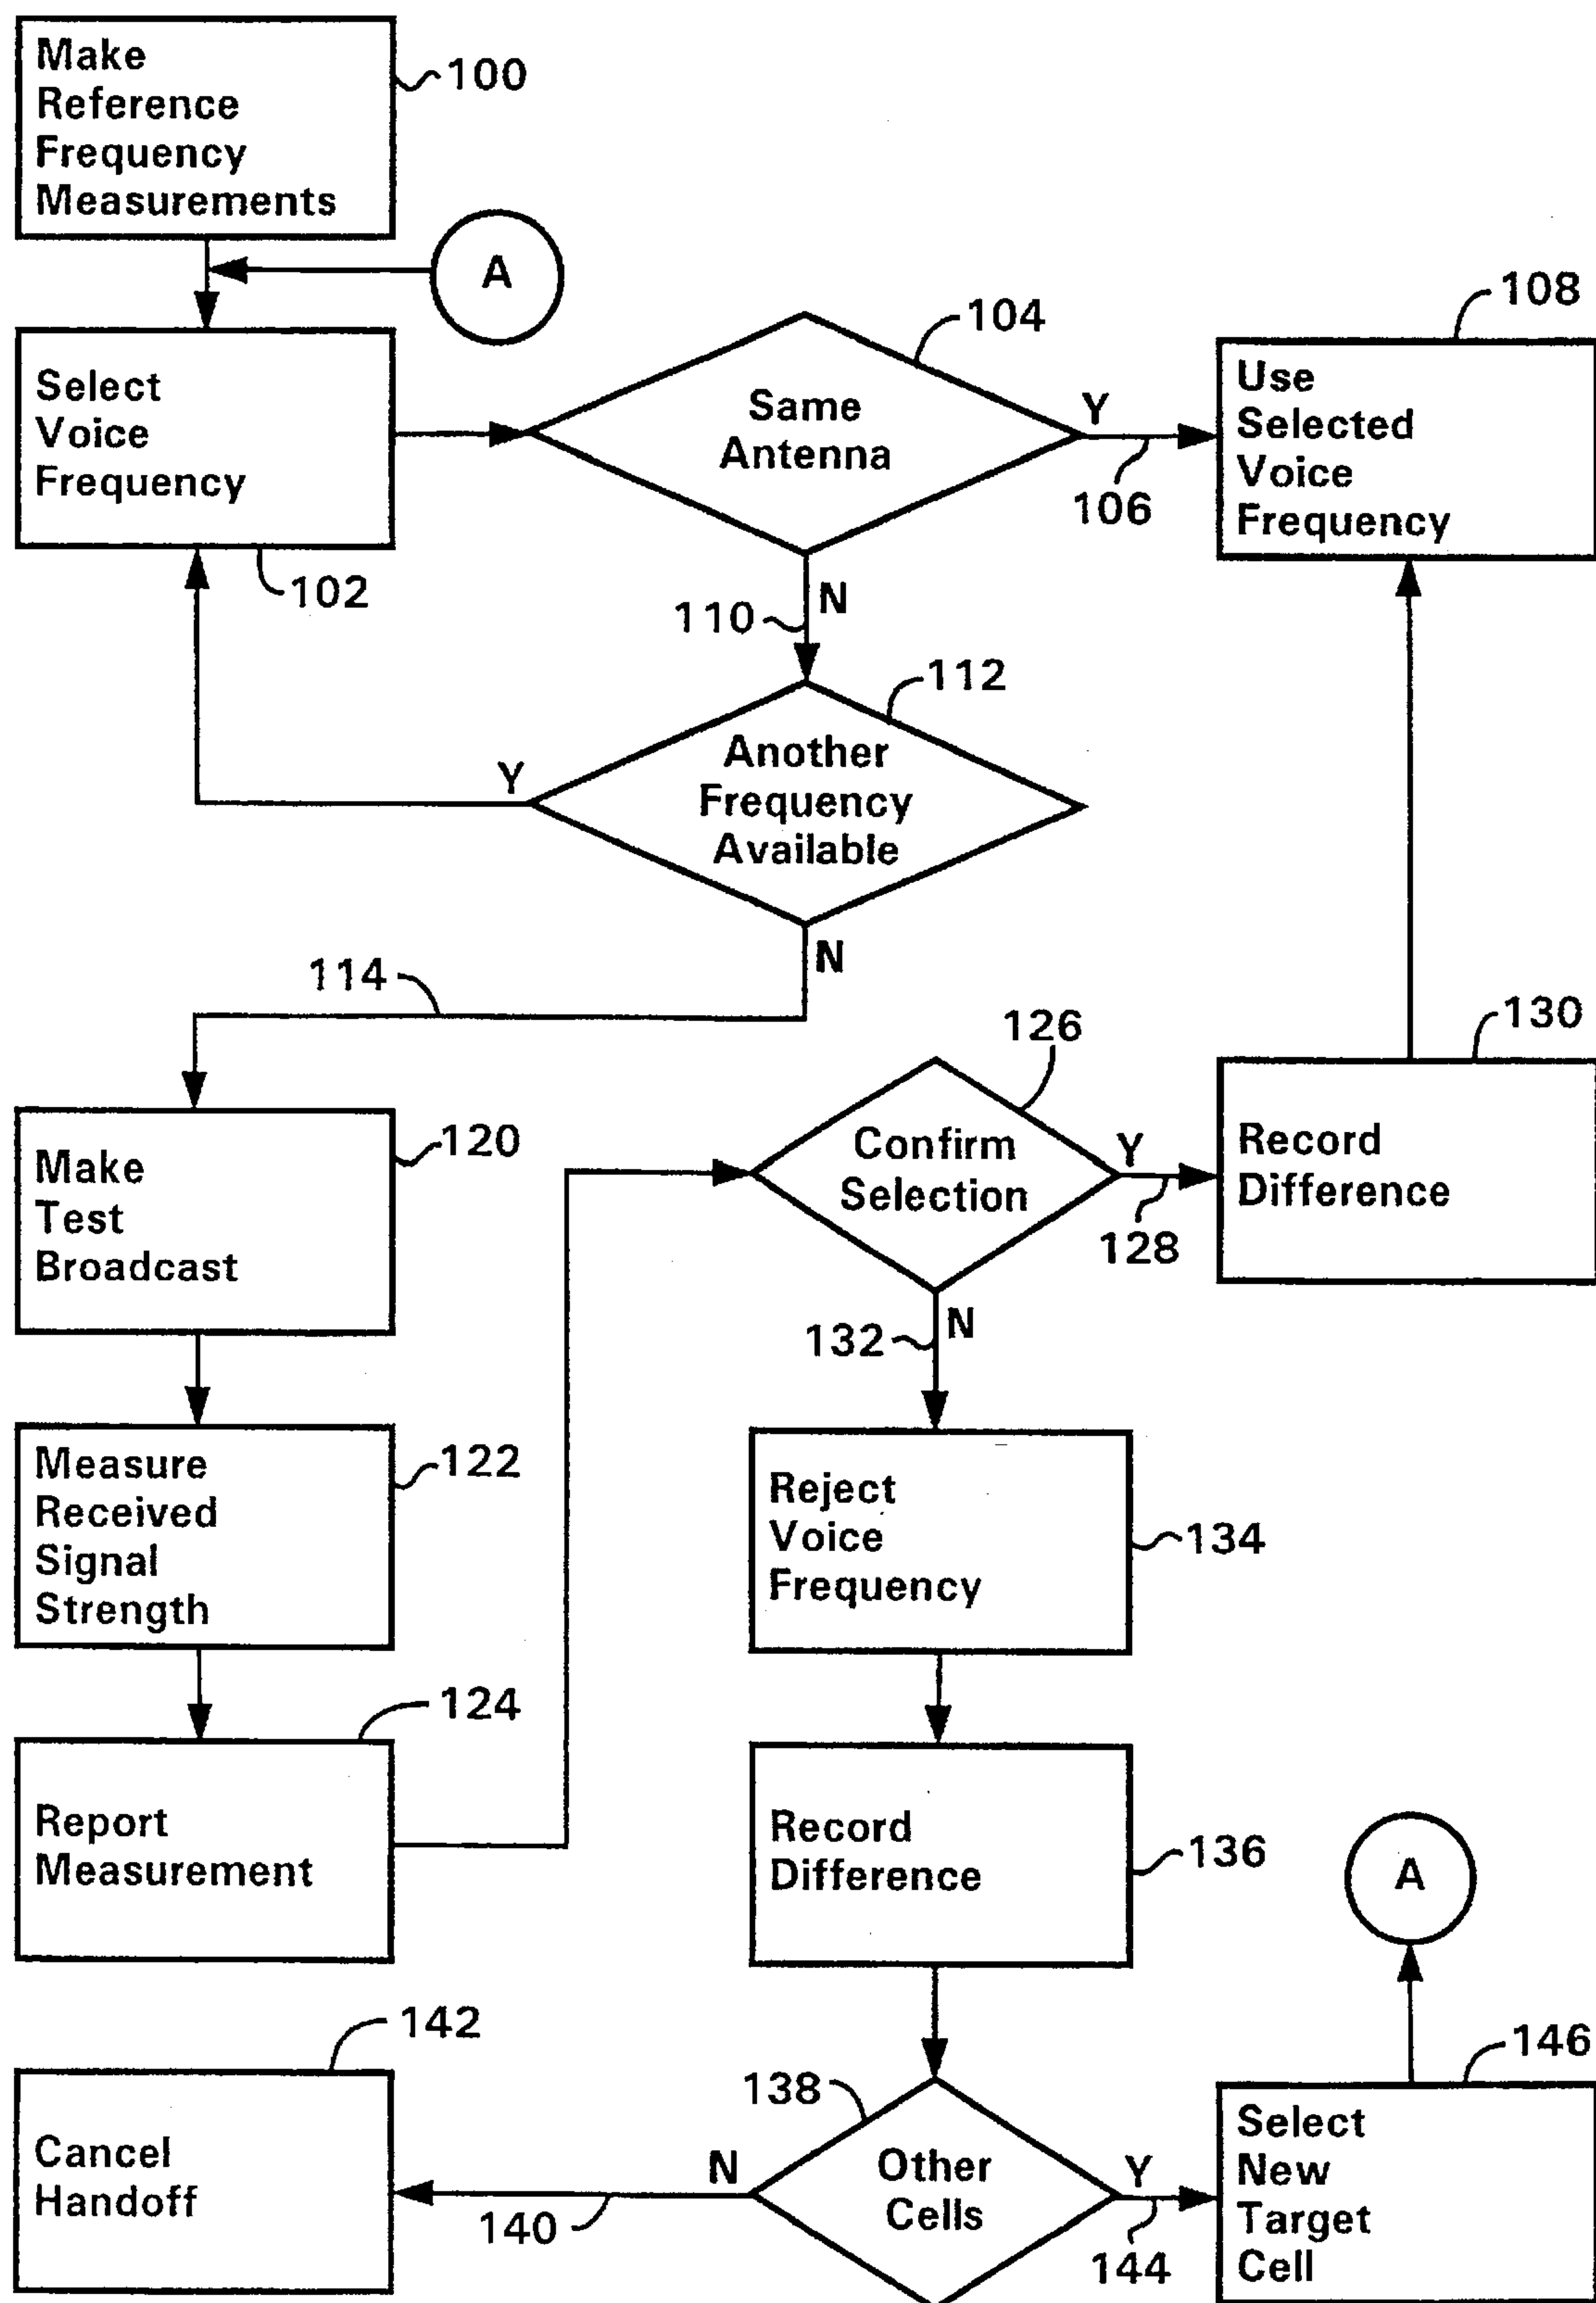 Make
Reference
Frequency
Measurements
100
A
Select
Voice
Frequency
102
Same
Antenna
104
Y
106
Use
Selected
Voice
Frequency
108
N
110
Another
Frequency
Available
112
Y
N
114
Make
Test
Broadcast
120
Measure
Received
Signal
Strength
122
Report
Measurement
124
Confirm
Selection
126
Y
128
Record
Difference
130
N
132
Reject
Voice
Frequency
134
Record
Difference
136
Other
Cells
138
N
140
Cancel
Handoff
142
Y
144
Select
New
Target
Cell
146
A